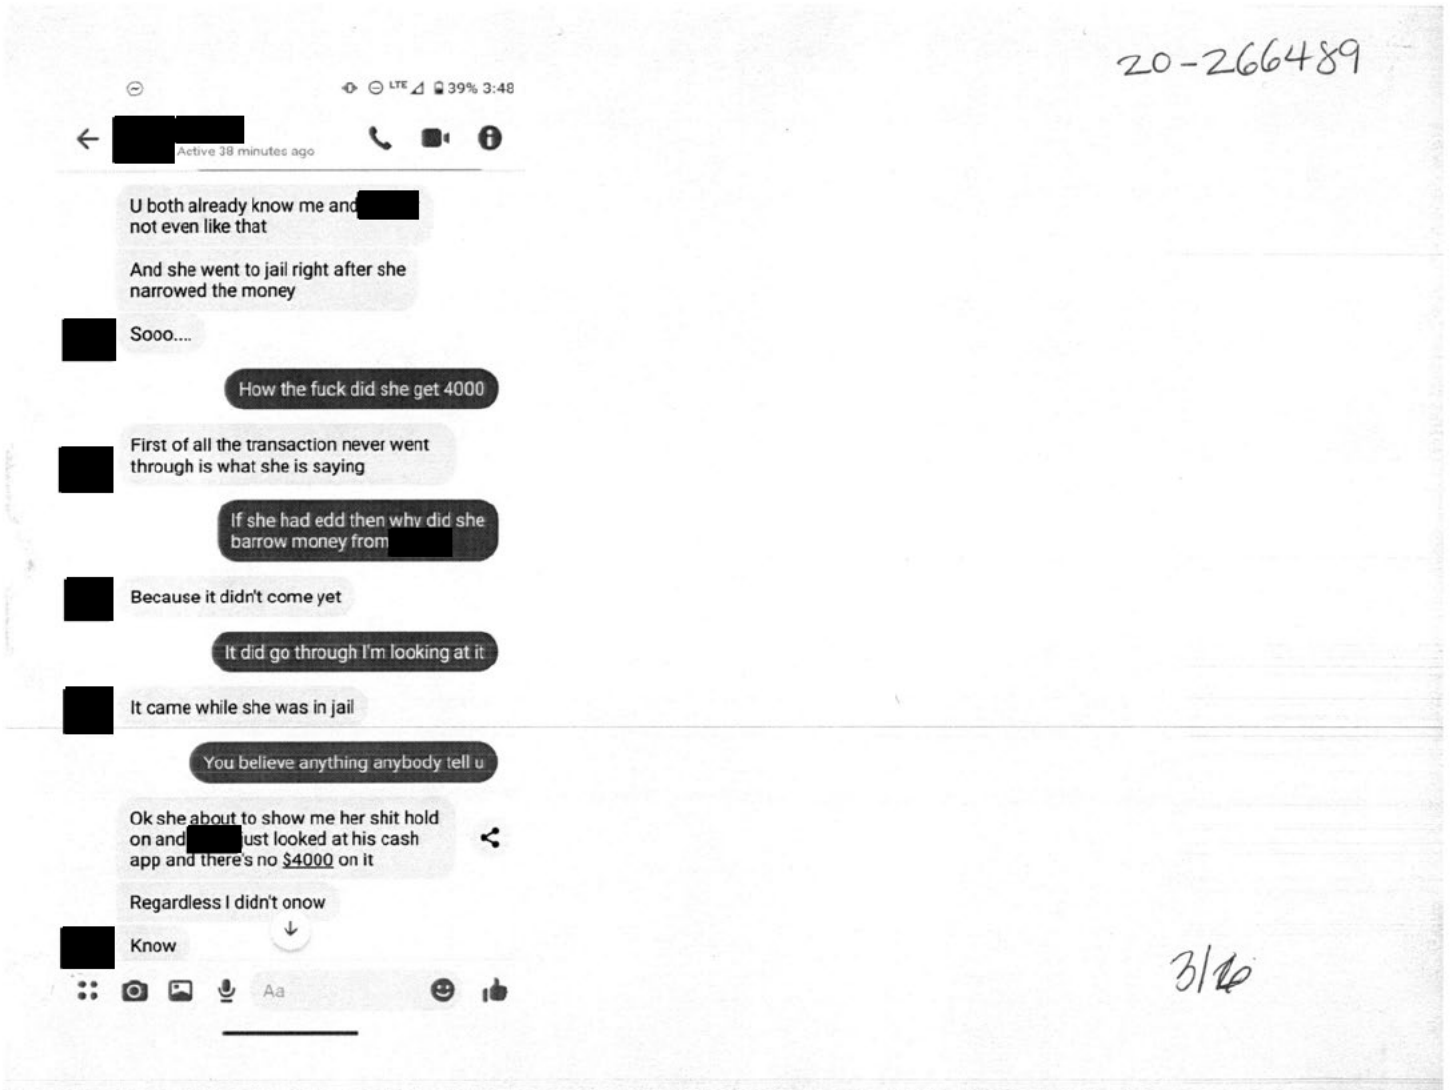 20-266489
LTE 39% 3:48
Active 38 minutes ago
U both already know me and
not even like that
And she went to jail right after she
narrowed the money
Sooo....
How the fuck did she get 4000
First of all the transaction never went
through is what she is saying
If she had edd then why did she
barrow money from
Because it didn't come yet
It did go through I'm looking at it
It came while she was in jail
You believe anything anybody tell u
Ok she about to show me her shit hold
on and just looked at his cash
app and there's no $4000 on it
Regardless I didn't onow
Know
Aa